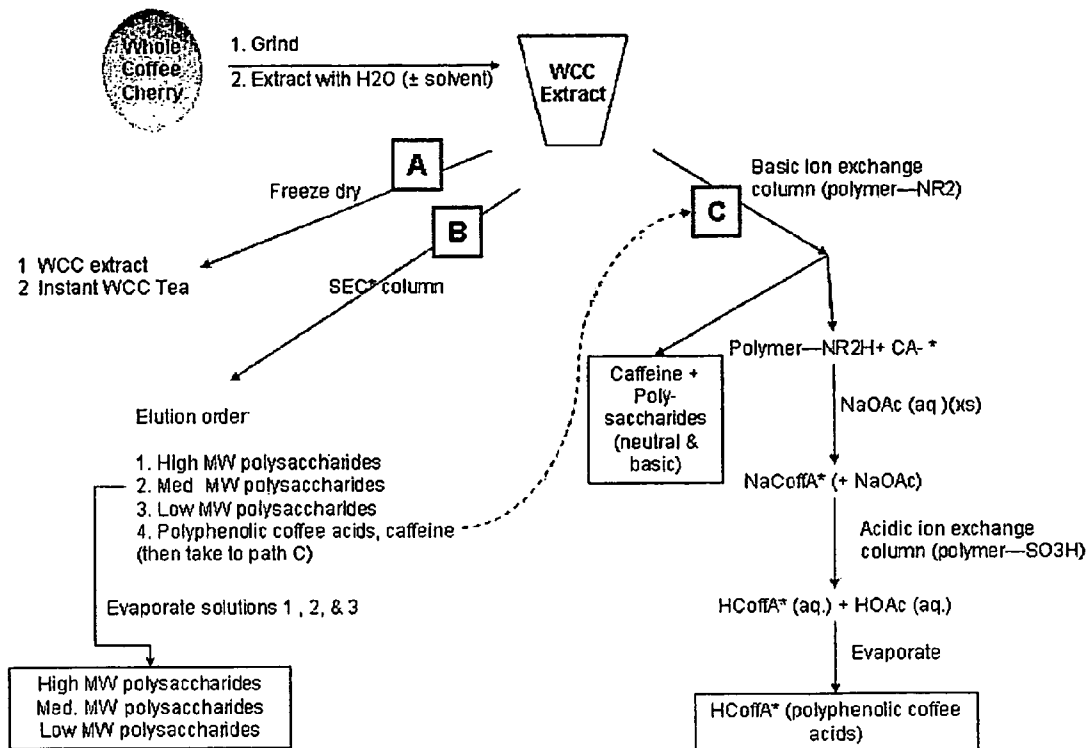 Whole
Coffee
Cherry
1. Grind
2. Extract with H2O (± solvent)
WCC
Extract
A
Freeze dry
B
Basic Ion exchange
column (polymer—NR2)
C
1 WCC extract
2 Instant WCC Tea
SEC* column
Polymer—NR2H+ CA- *
Caffeine +
Poly-
saccharides
(neutral &
basic)
NaOAc (aq.)(xs)
Elution order
1. High MW polysaccharides
2. Med MW polysaccharides
3. Low MW polysaccharides
4. Polyphenolic coffee acids, caffeine
(then take to path C)
NaCoffA* (+ NaOAc)
Acidic ion exchange
column (polymer—SO3H)
Evaporate solutions 1 , 2, & 3
HCoffA* (aq.) + HOAc (aq.)
Evaporate
High MW polysaccharides
Med. MW polysaccharides
Low MW polysaccharides
HCoffA* (polyphenolic coffee
acids)